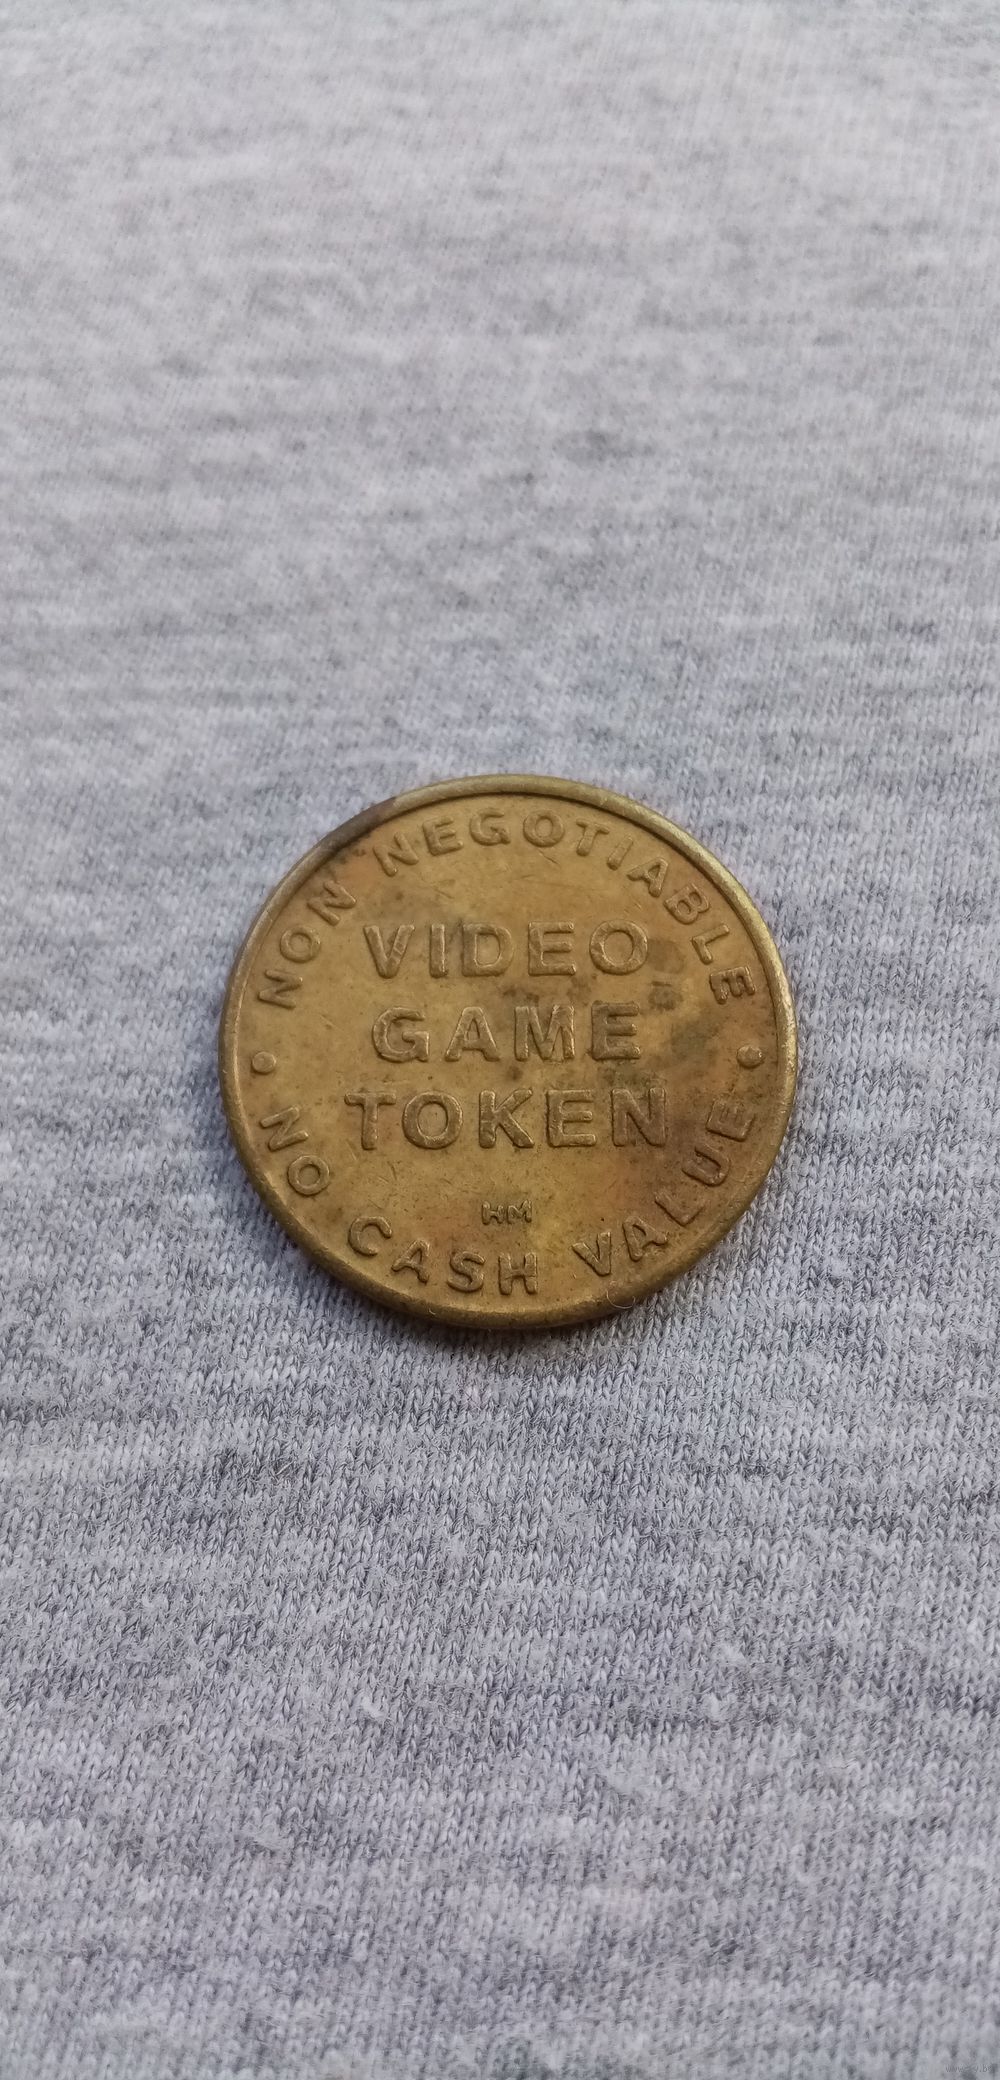 NON NEGOTIABLE
VIDEO
GAME
TOKEN
HM
• NO CASH VALUE •